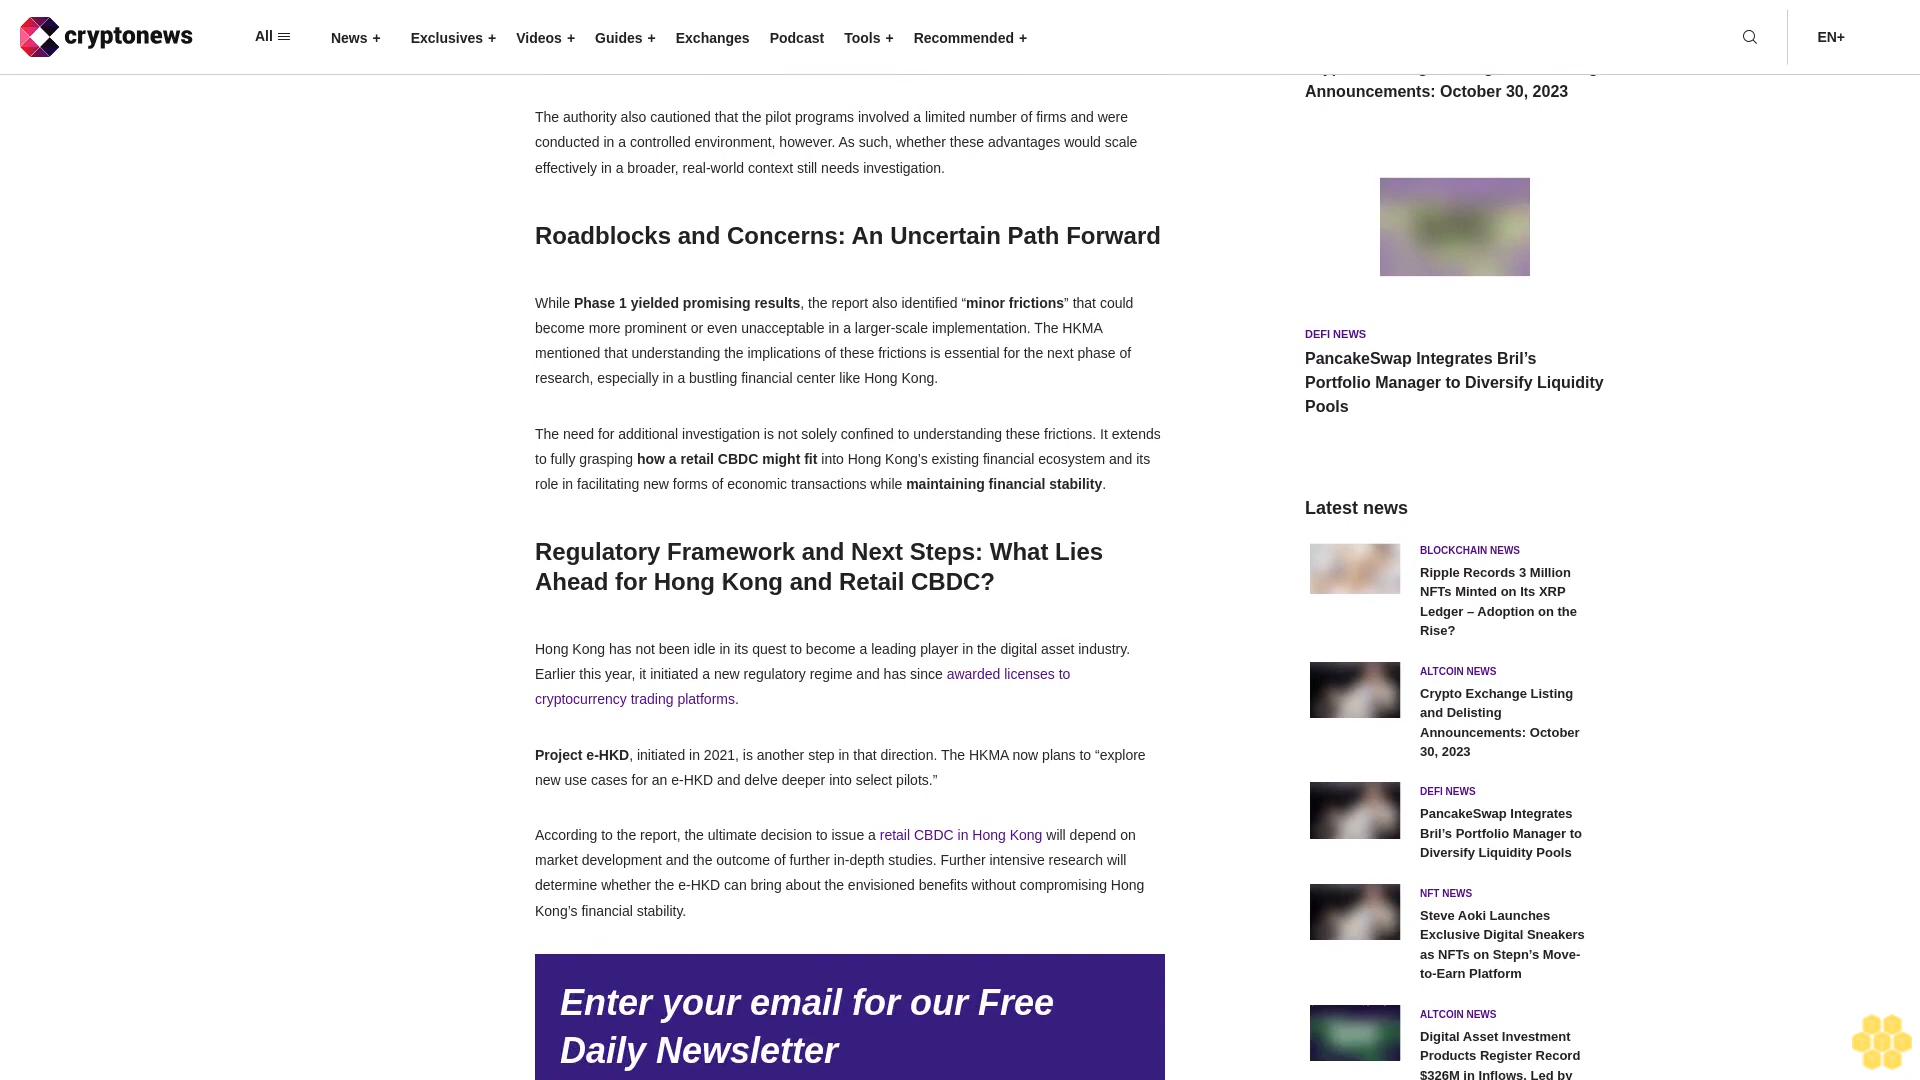 cryptonews
All
News +
Exclusives +
Videos +
Guides +
Exchanges
Podcast
Tools +
Recommended +
EN+
The authority also cautioned that the pilot programs involved a limited number of firms and were
conducted in a controlled environment, however. As such, whether these advantages would scale
effectively in a broader, real-world context still needs investigation.
Roadblocks and Concerns: An Uncertain Path Forward
While Phase 1 yielded promising results, the report also identified “minor frictions” that could
become more prominent or even unacceptable in a larger-scale implementation. The HKMA
mentioned that understanding the implications of these frictions is essential for the next phase of
research, especially in a bustling financial center like Hong Kong.
The need for additional investigation is not solely confined to understanding these frictions. It extends
to fully grasping how a retail CBDC might fit into Hong Kong's existing financial ecosystem and its
role in facilitating new forms of economic transactions while maintaining financial stability.
Regulatory Framework and Next Steps: What Lies
Ahead for Hong Kong and Retail CBDC?
Hong Kong has not been idle in its quest to become a leading player in the digital asset industry.
Earlier this year, it initiated a new regulatory regime and has since awarded licenses to
cryptocurrency trading platforms.
Project e-HKD, initiated in 2021, is another step in that direction. The HKMA now plans to “explore
new use cases for an e-HKD and delve deeper into select pilots.”
According to the report, the ultimate decision to issue a retail CBDC in Hong Kong will depend on
market development and the outcome of further in-depth studies. Further intensive research will
determine whether the e-HKD can bring about the envisioned benefits without compromising Hong
Kong’s financial stability.
Enter your email for our Free
Daily Newsletter
Announcements: October 30, 2023
DEFI NEWS
PancakeSwap Integrates Bril’s
Portfolio Manager to Diversify Liquidity
Pools
Latest news
BLOCKCHAIN NEWS
Ripple Records 3 Million
NFTs Minted on Its XRP
Ledger – Adoption on the
Rise?
ALTCOIN NEWS
Crypto Exchange Listing
and Delisting
Announcements: October
30, 2023
DEFI NEWS
PancakeSwap Integrates
Bril’s Portfolio Manager to
Diversify Liquidity Pools
NFT NEWS
Steve Aoki Launches
Exclusive Digital Sneakers
as NFTs on Stepn’s Move-
to-Earn Platform
ALTCOIN NEWS
Digital Asset Investment
Products Register Record
$326M in Inflows, Led by